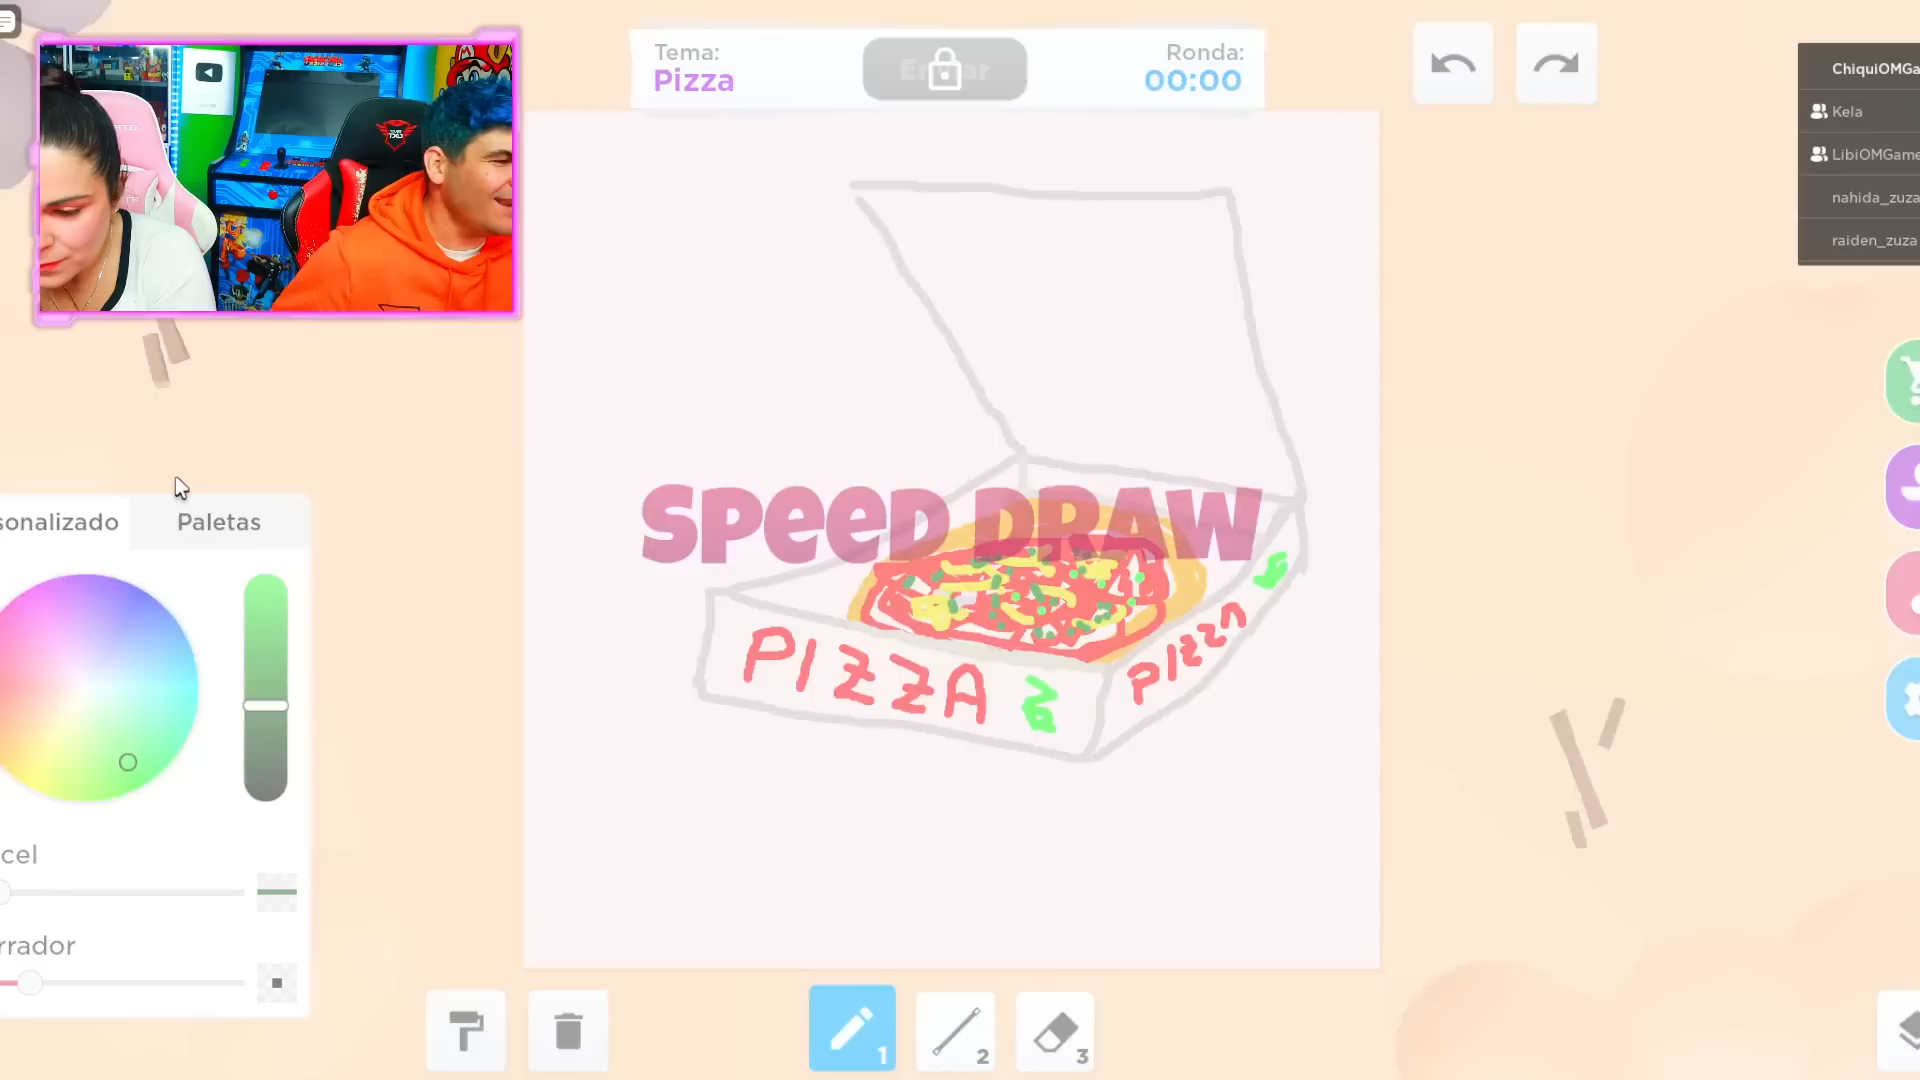 Tema:
Pizza
Ronda:
00:00
ChiquiOMGa
Kela
LibiOMGame
nahida_zuza
raiden_zuza
SPEED DRAW
PIZZA
PIZZA
sonalizado
Paletas
cel
rrador
1
2
3